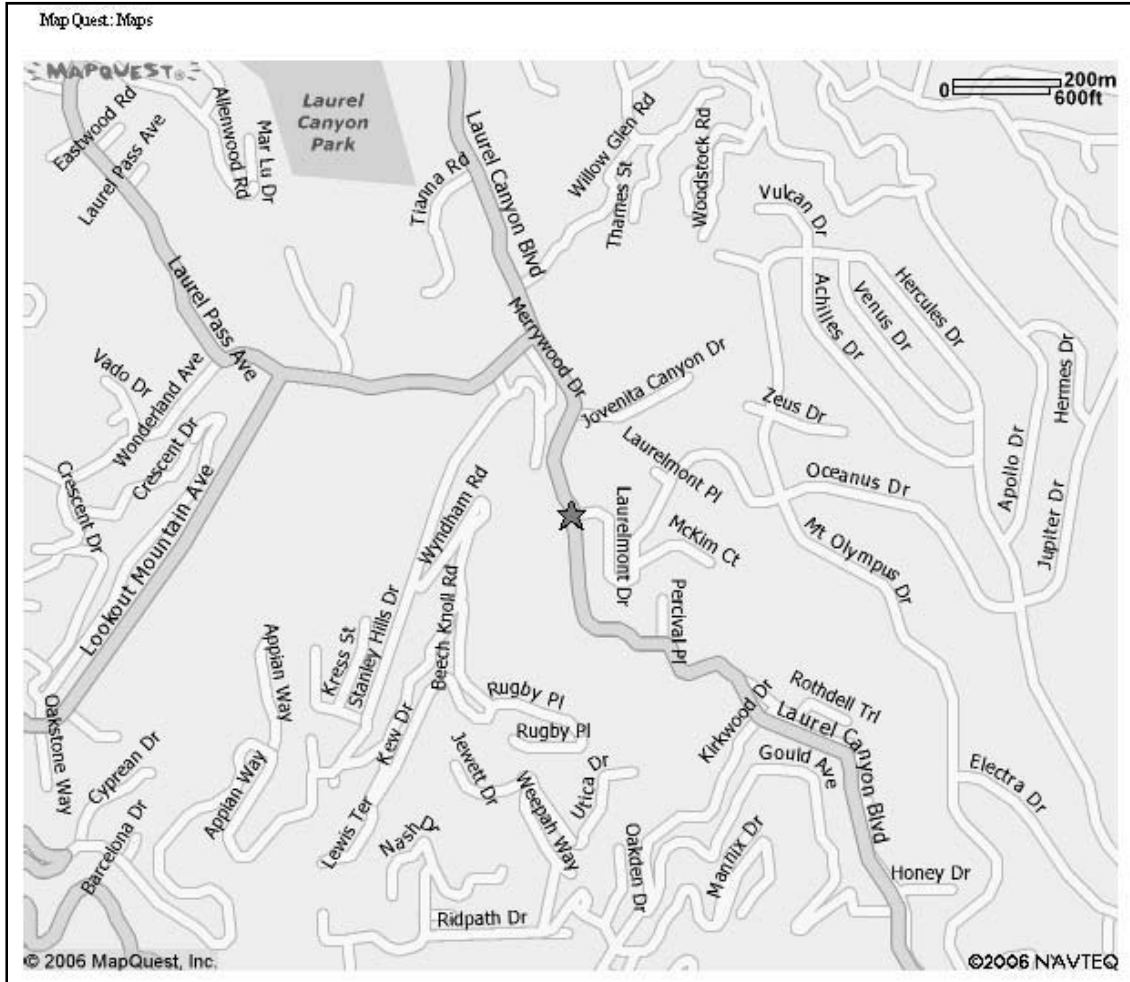 MapQuest: Maps
MAPQUEST®
200m
0
600ft
Eastwood Rd
Laurel Pass Ave
Allenwood Rd
Mar Lu Dr
Laurel
Canyon
Park
Tianna Rd
Laurel Canyon Blvd
Willow Glen Rd
Thames St
Woodstock Rd
Vulcan Dr
Achilles Dr
Venus Dr
Hercules Dr
Laurel Pass Ave
Merrywood Dr
Jovenita Canyon Dr
Zeus Dr
Hermes Dr
Vado Dr
Wonderland Ave
Crescent Dr
Crescent Dr
Lookout Mountain Ave
Wyndham Rd
Laurelmont Pl
Laurelmont Dr
McKim Ct
Oceanus Dr
Apollo Dr
Jupiter Dr
Mt Olympus Dr
Percival Pl
Appian Way
Kress St
Stanley Hills Dr
Beech Knoll Rd
Rugby Pl
Rugby Pl
Kew Dr
Kirkwood Dr
Rothdell Trl
Laurel Canyon Blvd
Gould Ave
Electra Dr
Oakstone Way
Cyprean Dr
Barcelona Dr
Appian Way
Lewis Ter
Jewett Dr
Weepah Way
Utica Dr
Nash D
Oakden Dr
Mannix Dr
Honey Dr
Ridpath Dr
© 2006 MapQuest, Inc.
©2006 NAVTEQ